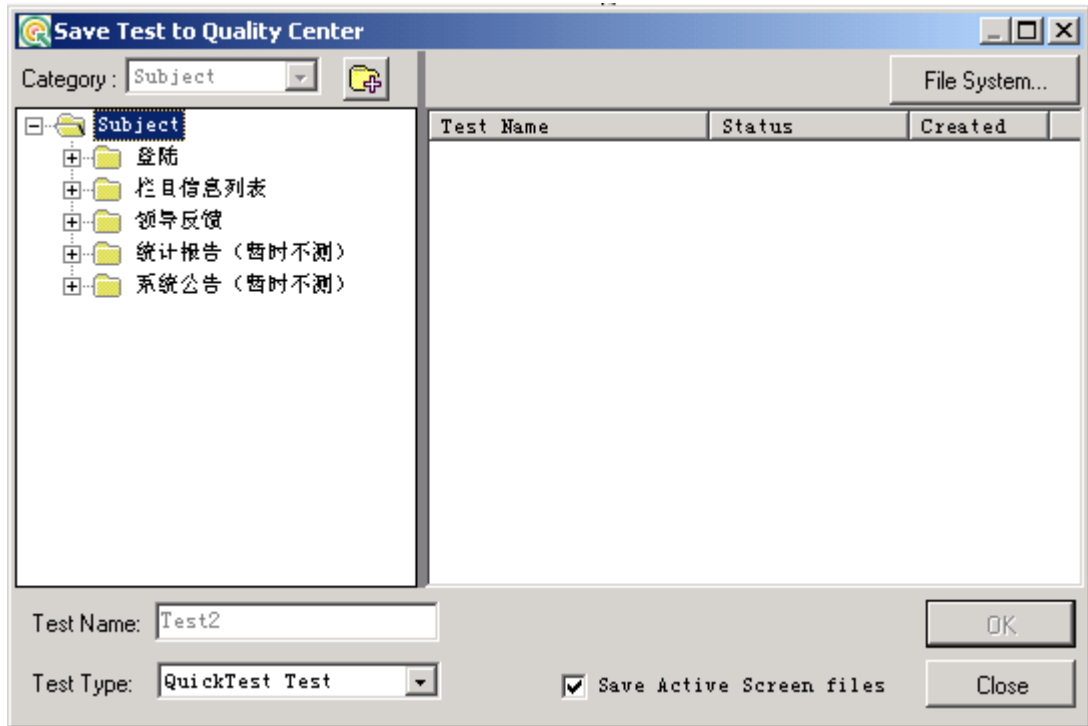 Save Test to Quality Center
Category : Subject
File System...
Subject
Test Name Status Created
登陆
栏目信息列表
领导反馈
统计报告（暂时不测）
系统公告（暂时不测）
Test Name: Test2
OK
Test Type: QuickTest Test
Save Active Screen files
Close